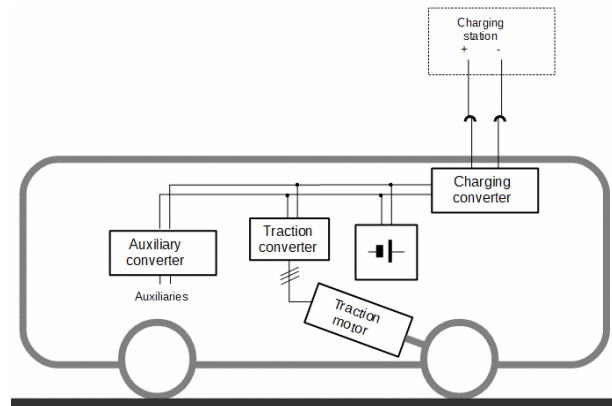 Charging
station
+ -
Charging
converter
Traction
converter
Auxiliary
converter
Auxiliaries
Traction
motor